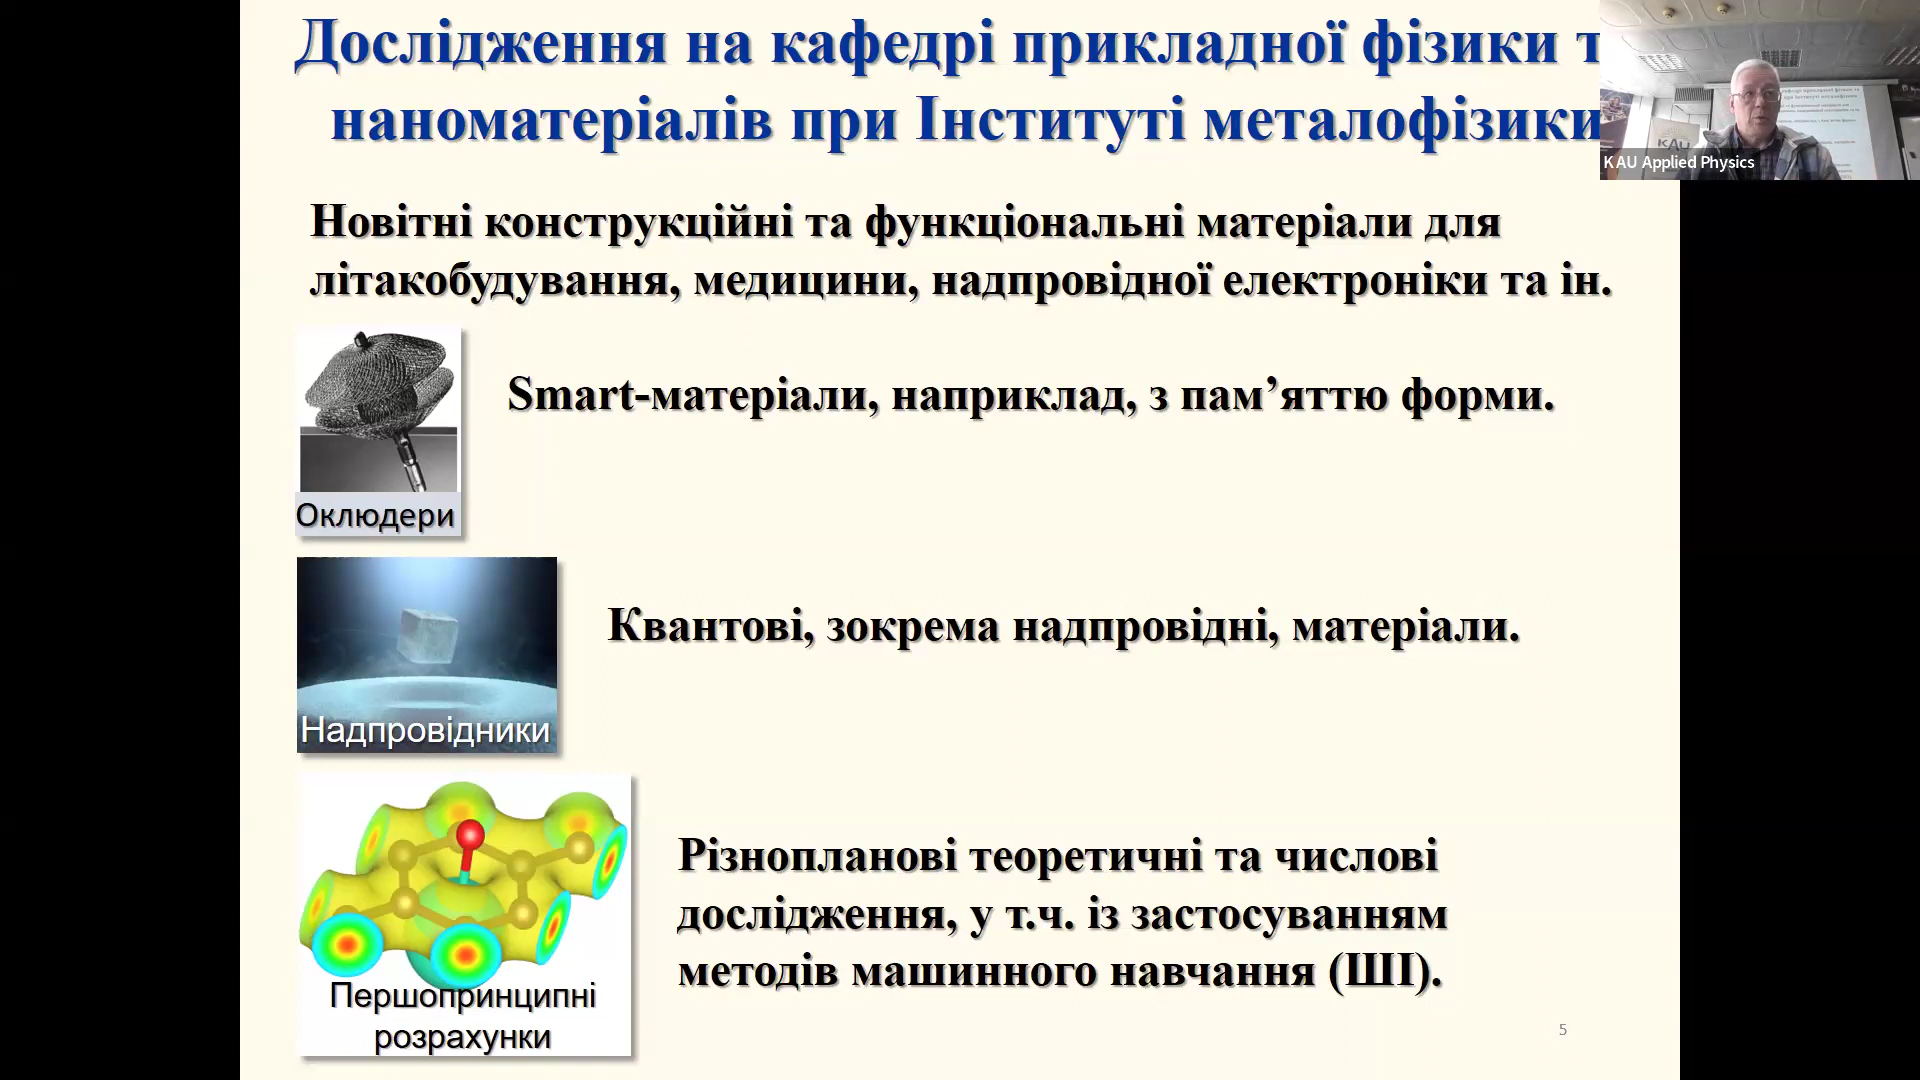 Дослідження на кафедрі прикладної фізики т
наноматеріалів при Інституті металофізики
KAU
KAU Applied Physics
Новітні конструкційні та функціональні матеріали для
літакобудування, медицини, надпровідної електроніки та ін.
Smart-матеріали, наприклад, з пам’яттю форми.
Оклюдери
Квантові, зокрема надпровідні, матеріали.
Надпровідники
Різнопланові теоретичні та числові
дослідження, у т.ч. із застосуванням
методів машинного навчання (ШІ).
Першопринципні
розрахунки
5